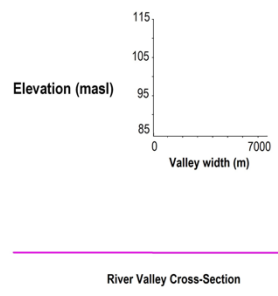 115
105
Elevation (masl)
95
85
0 7000
Valley width (m)
River Valley Cross-Section